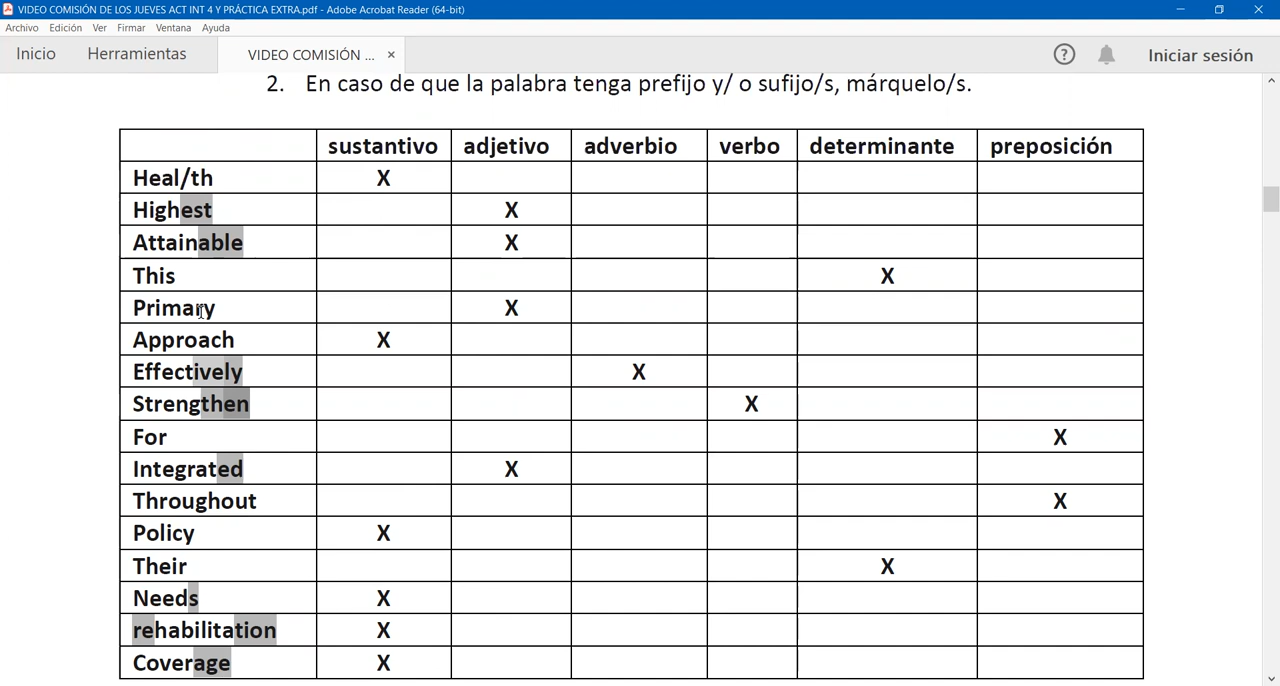 VIDEO COMISIÓN DE LOS JUEVES ACT INT 4 Y PRÁCTICA EXTRA.pdf - Adobe Acrobat Reader (64-bit)
Archivo Edición Ver Firmar Ventana Ayuda
Inicio Herramientas VIDEO COMISIÓN ... × ? Iniciar sesión
2. En caso de que la palabra tenga prefijo y/ o sufijo/s, márquelo/s.
sustantivo adjetivo adverbio verbo determinante preposición
Heal/th X
Highest X
Attainable X
This X
Primary X
Approach X
Effectively X
Strengthen X
For X
Integrated X
Throughout X
Policy X
Their X
Needs X
rehabilitation X
Coverage X